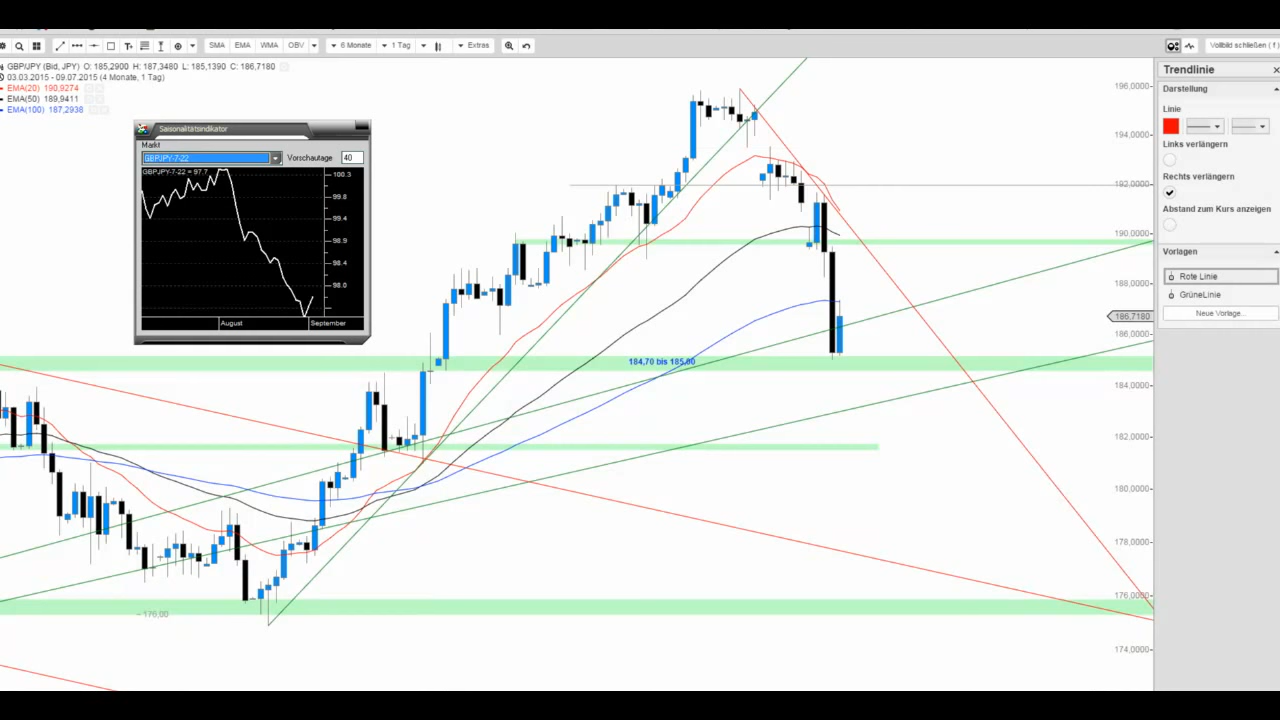 SMA EMA WMA OBV 6 Monate 1 Tag Extras Vollbild schließen ( f )
GBP/JPY (Bid, JPY) O: 185,2900 H: 187,3480 L: 185,1390 C: 186,7180
03.03.2015 - 09.07.2015 (4 Monate, 1 Tag)
EMA(20) 190,9274
EMA(50) 189,9411
EMA(100) 187,2938
Saisonalitätsindikator
Markt
GBPJPY-7-22 Vorschautage 40
GBPJPY-7-22 = 97.7
100.3
99.8
99.4
98.9
98.4
98.0
August September
184,70 bis 185,00
176,00
196,0000
194,0000
192,0000
190,0000
188,0000
186,7180
186,0000
184,0000
182,0000
180,0000
178,0000
176,0000
174,0000
Trendlinie
Darstellung
Linie
Links verlängern
Rechts verlängern
Abstand zum Kurs anzeigen
Vorlagen
Rote Linie
GrüneLinie
Neue Vorlage...